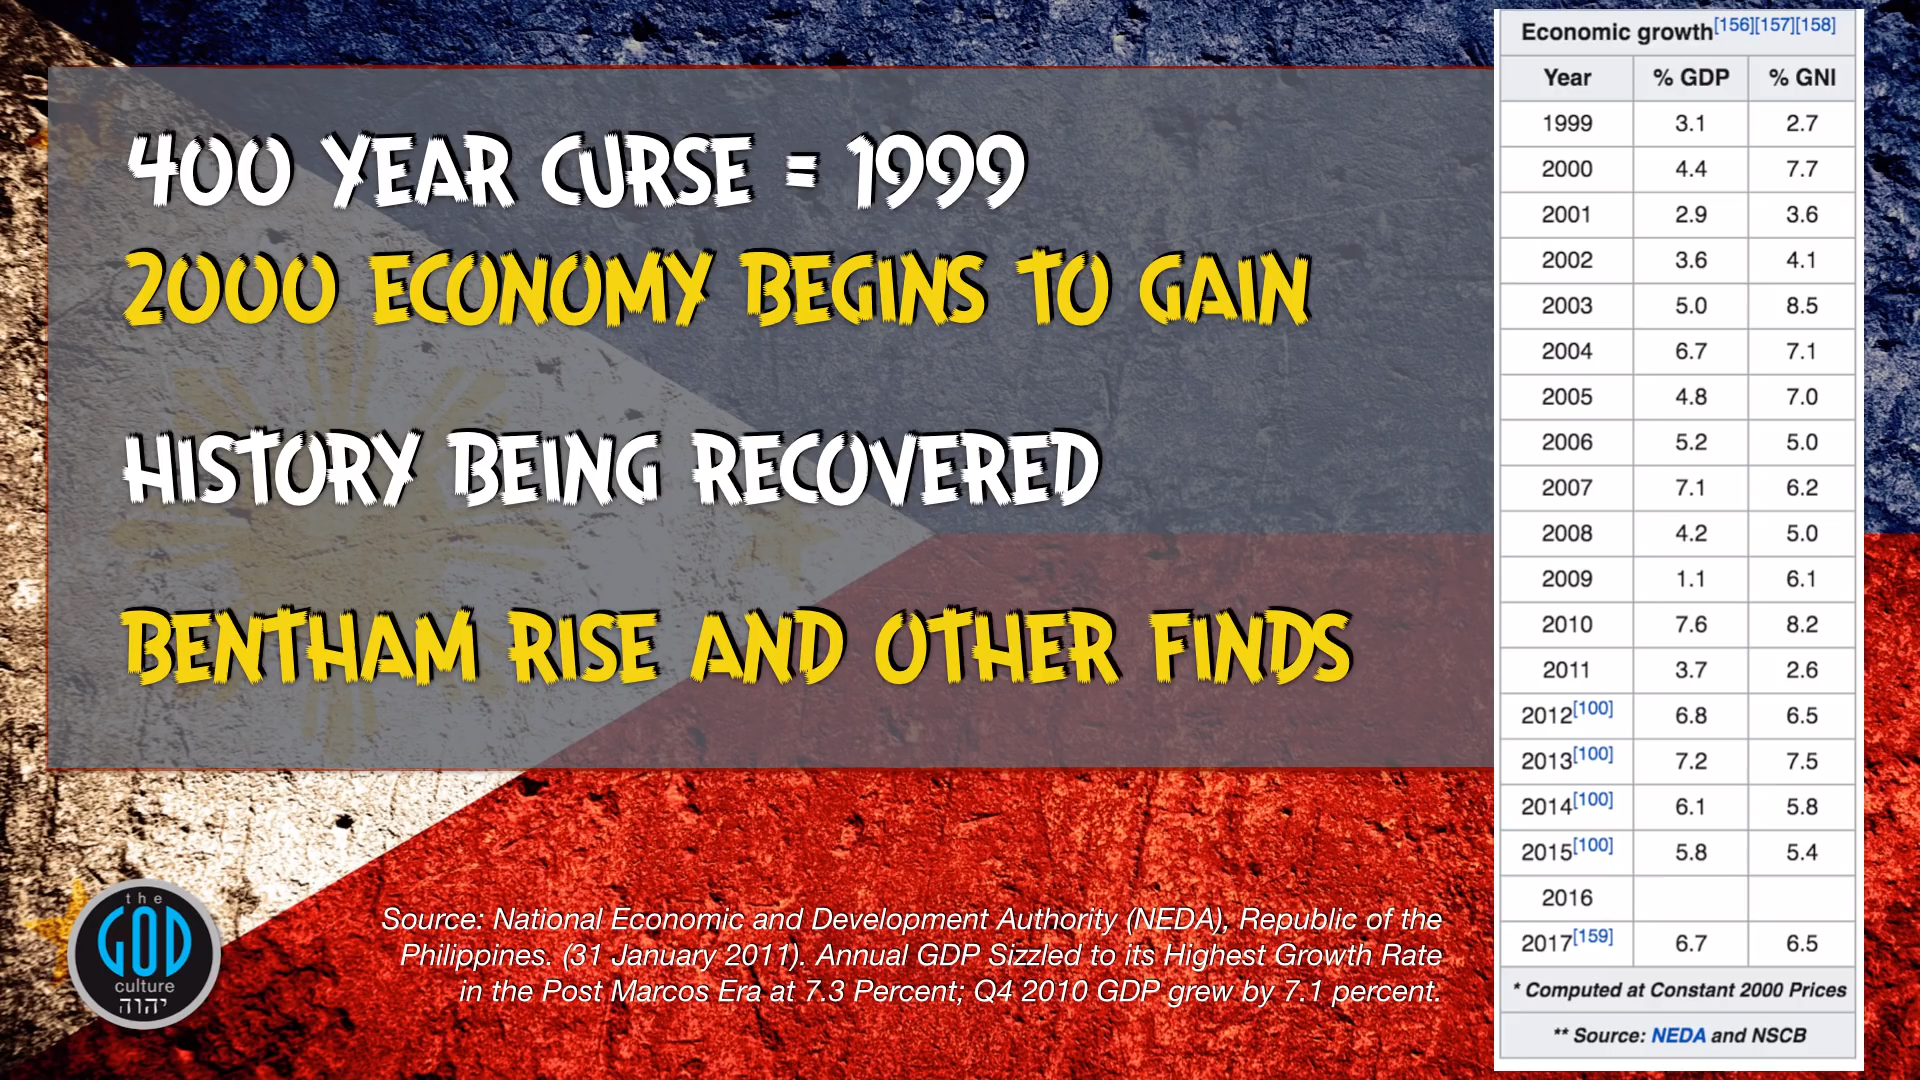 400 YEAR CURSE = 1999
2000 ECONOMY BEGINS TO GAIN
HISTORY BEING RECOVERED
BENTHAM RISE AND OTHER FINDS
the
GOD
culture
יהוה
Source: National Economic and Development Authority (NEDA), Republic of the
Philippines. (31 January 2011). Annual GDP Sizzled to its Highest Growth Rate
in the Post Marcos Era at 7.3 Percent; Q4 2010 GDP grew by 7.1 percent.
Economic growth[156][157][158]
Year % GDP % GNI
1999 3.1 2.7
2000 4.4 7.7
2001 2.9 3.6
2002 3.6 4.1
2003 5.0 8.5
2004 6.7 7.1
2005 4.8 7.0
2006 5.2 5.0
2007 7.1 6.2
2008 4.2 5.0
2009 1.1 6.1
2010 7.6 8.2
2011 3.7 2.6
2012[100] 6.8 6.5
2013[100] 7.2 7.5
2014[100] 6.1 5.8
2015[100] 5.8 5.4
2016
2017[159] 6.7 6.5
* Computed at Constant 2000 Prices
** Source: NEDA and NSCB